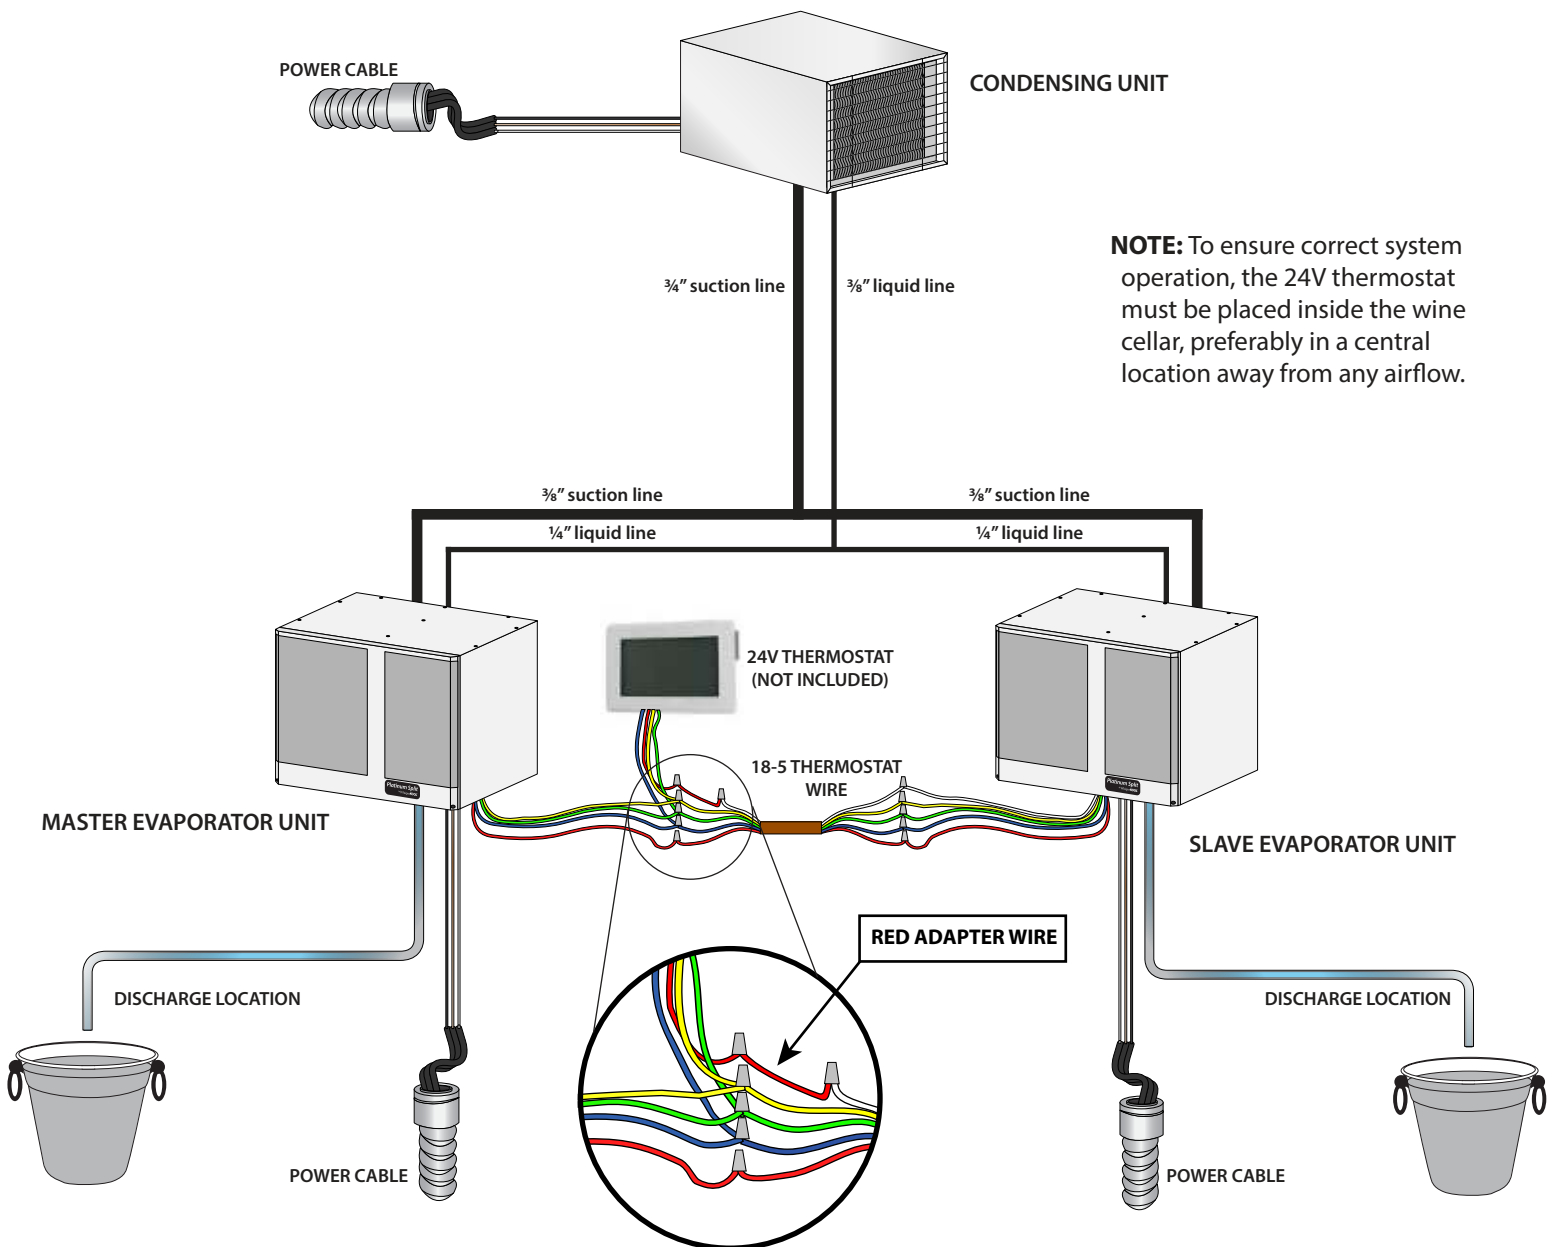 POWER CABLE
CONDENSING UNIT
NOTE: To ensure correct system
operation, the 24V thermostat
must be placed inside the wine
cellar, preferably in a central
location away from any airflow.
¾” suction line
⅜” liquid line
⅜” suction line
⅜” suction line
¼” liquid line
¼” liquid line
24V THERMOSTAT
(NOT INCLUDED)
18-5 THERMOSTAT
WIRE
Platinum Split
Platinum Split
MASTER EVAPORATOR UNIT
SLAVE EVAPORATOR UNIT
RED ADAPTER WIRE
DISCHARGE LOCATION
DISCHARGE LOCATION
POWER CABLE
POWER CABLE